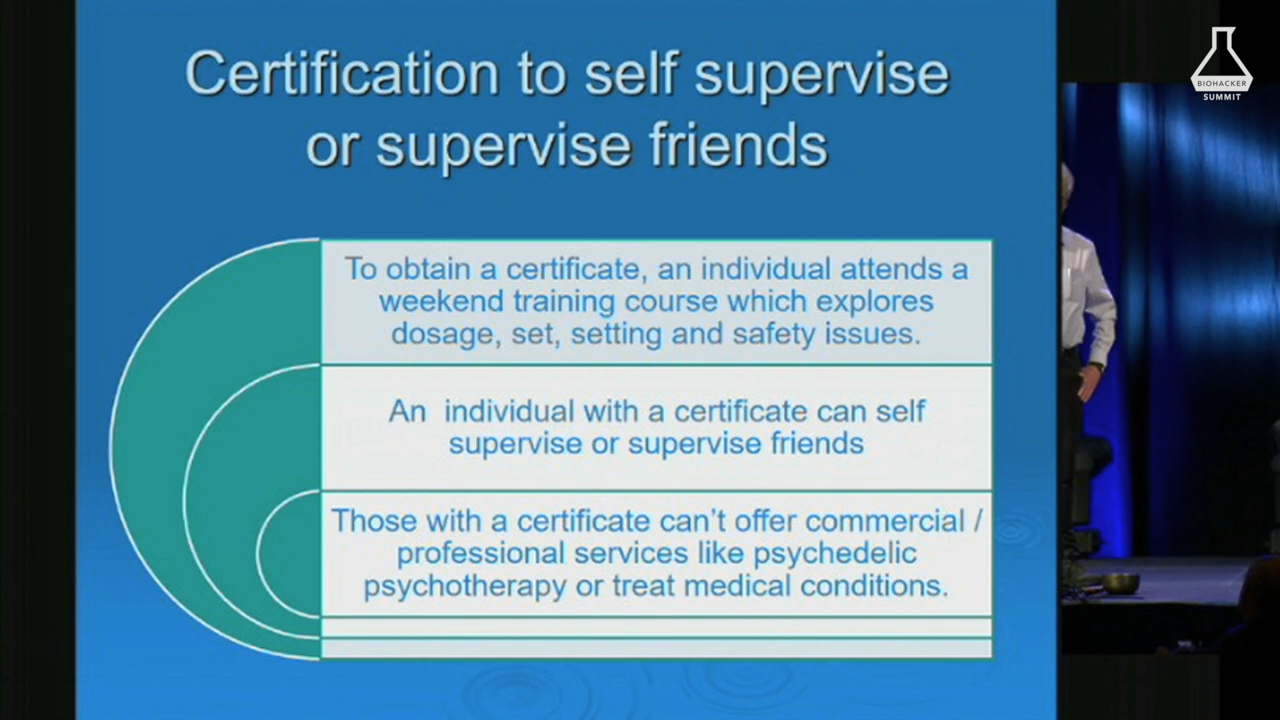 Certification to self supervise
or supervise friends
To obtain a certificate, an individual attends a
weekend training course which explores
dosage, set, setting and safety issues.
An individual with a certificate can self
supervise or supervise friends
Those with a certificate can't offer commercial /
professional services like psychedelic
psychotherapy or treat medical conditions.
BIOHACKER
SUMMIT